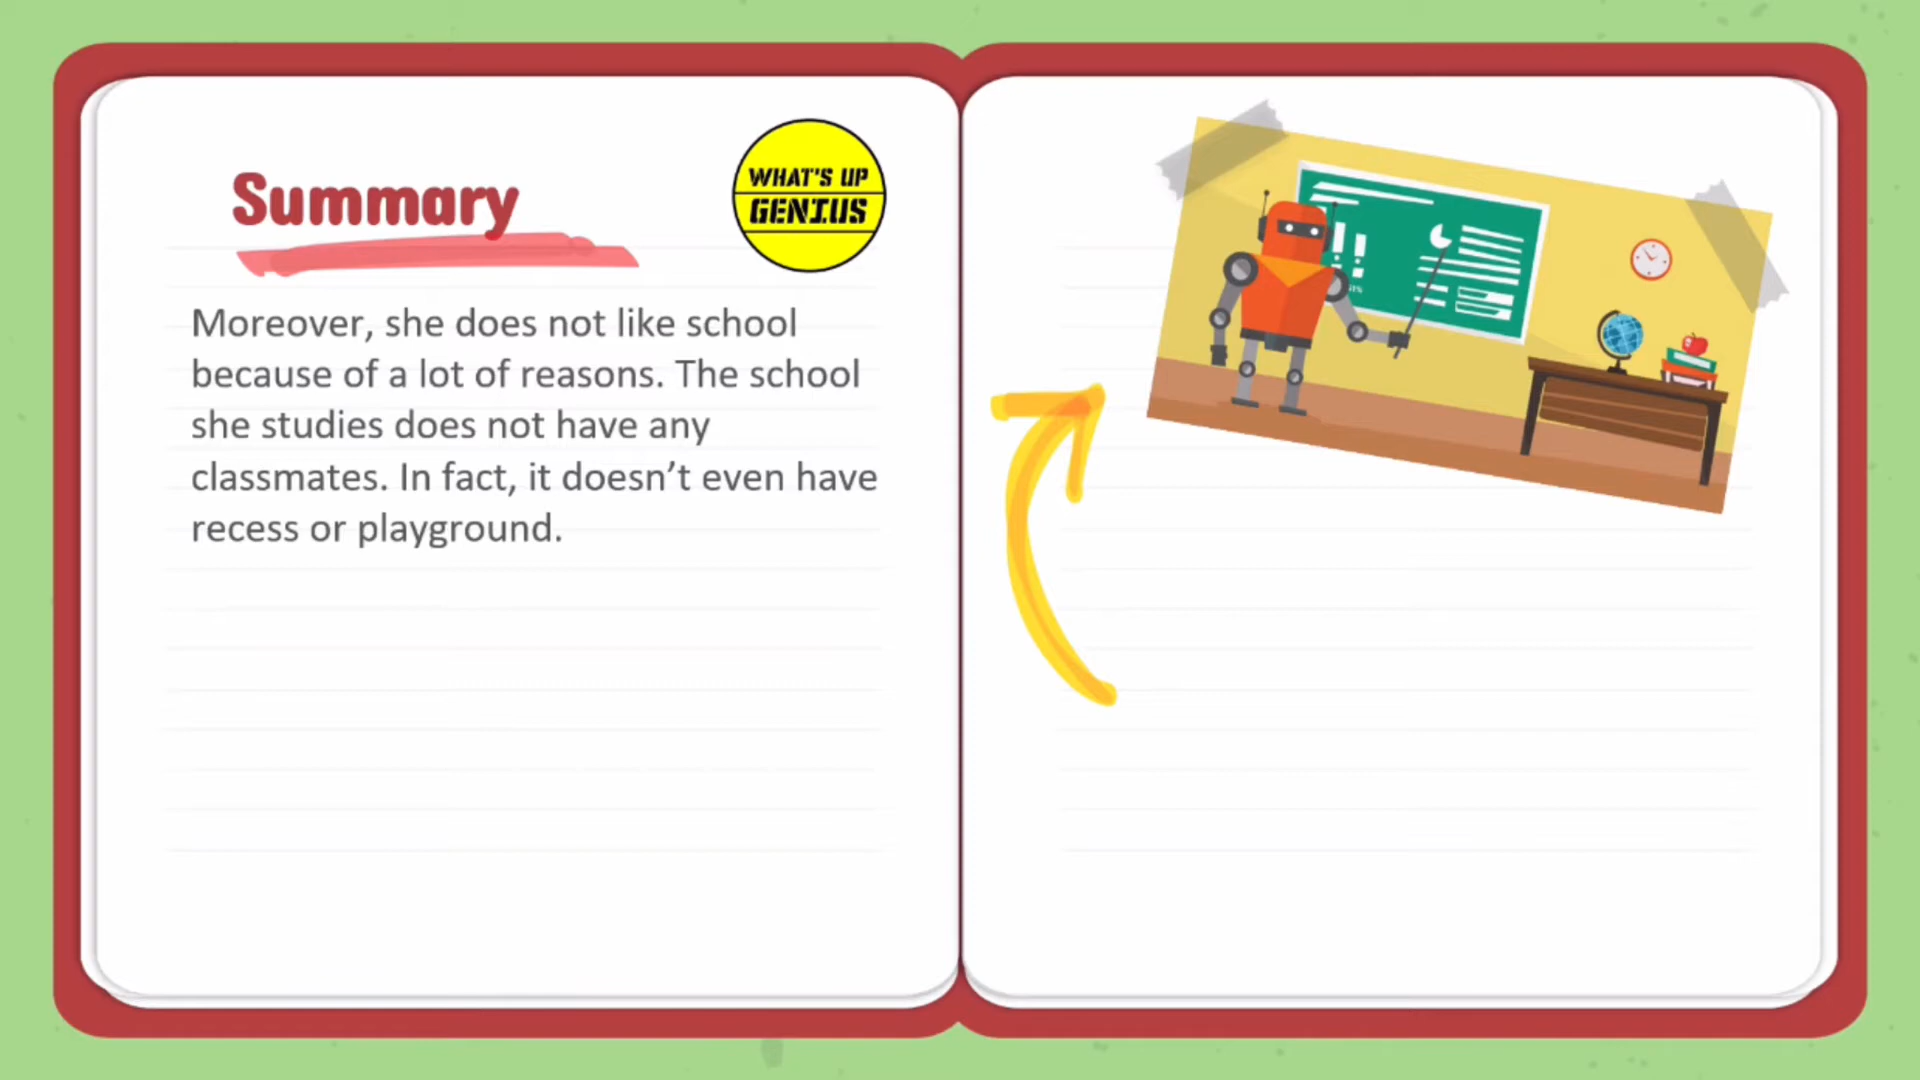 Summary
WHAT'S UP
GENIUS
Moreover, she does not like school
because of a lot of reasons. The school
she studies does not have any
classmates. In fact, it doesn’t even have
recess or playground.